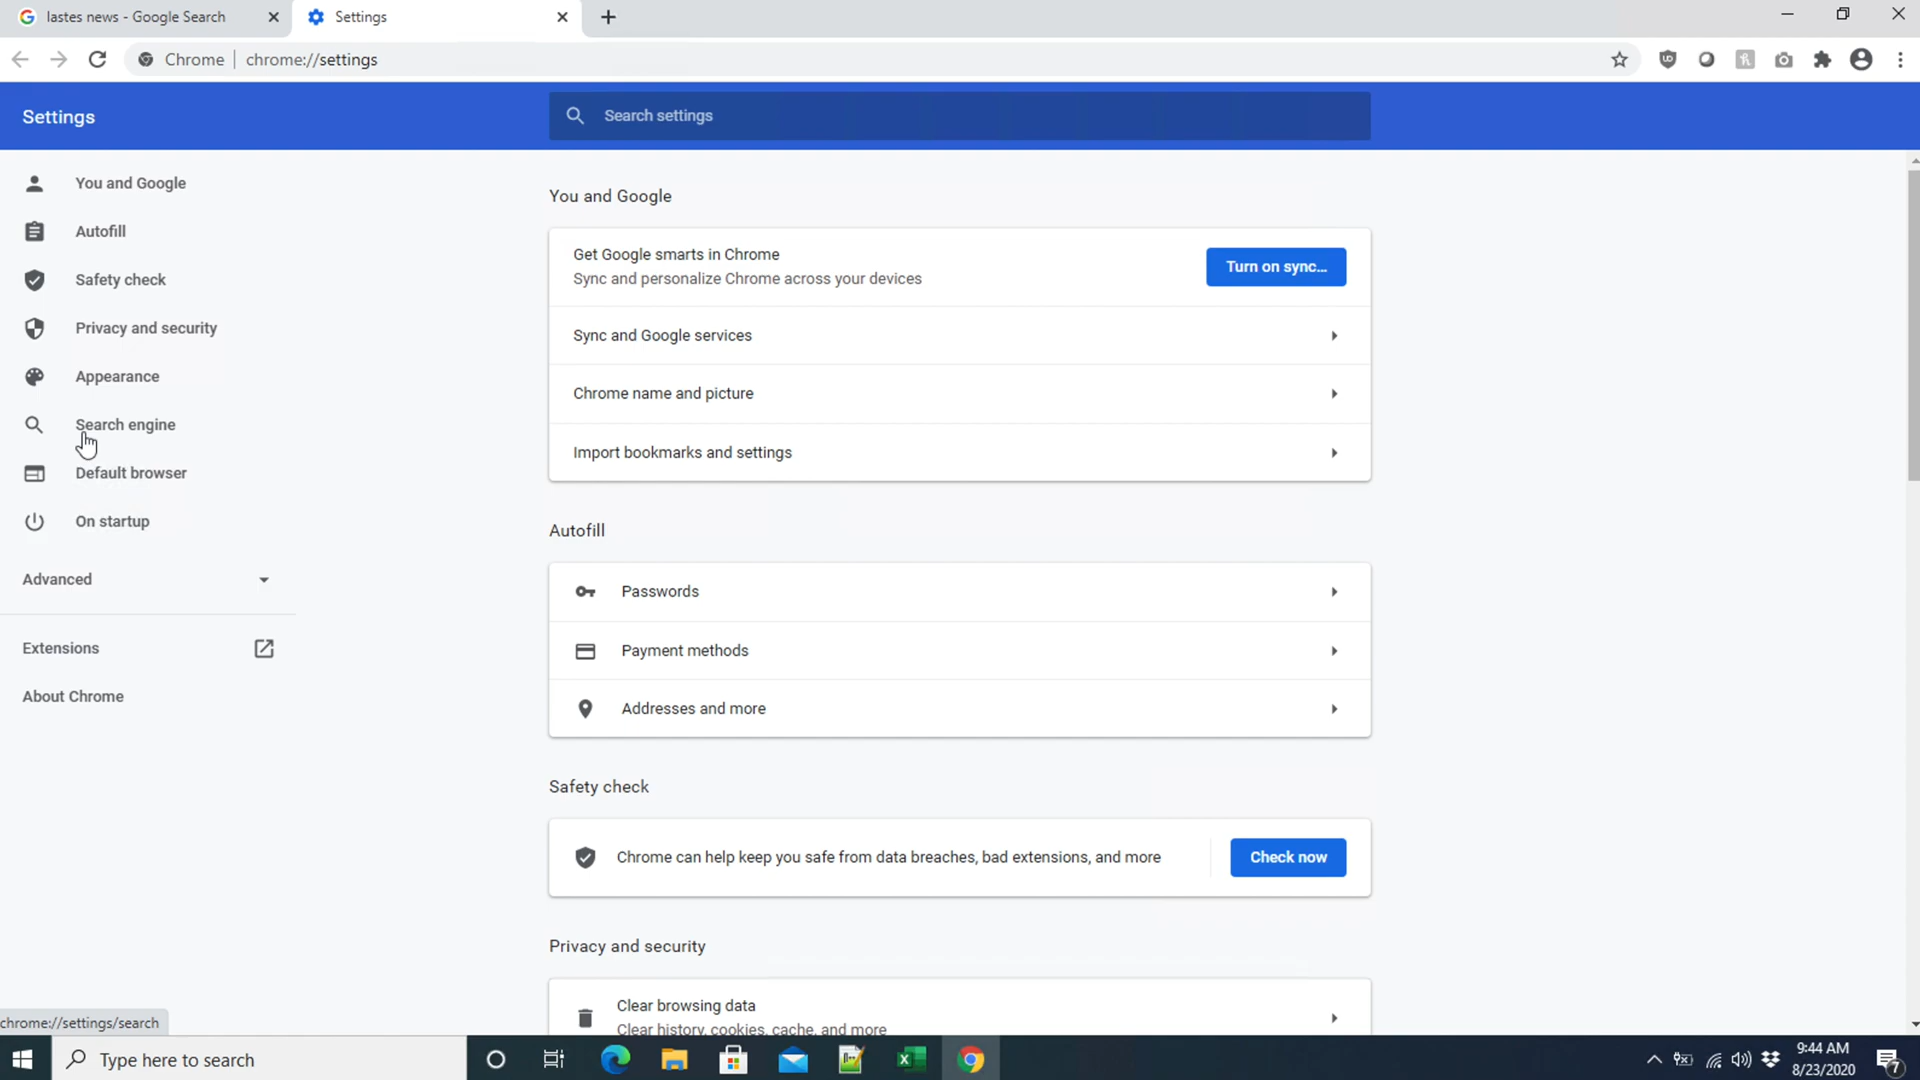 lastes news - Google Search
Settings
Chrome | chrome://settings
Settings
Search settings
You and Google
Autofill
Safety check
Privacy and security
Appearance
Search engine
Default browser
On startup
Advanced
Extensions
About Chrome
You and Google
Get Google smarts in Chrome
Sync and personalize Chrome across your devices
Turn on sync...
Sync and Google services
Chrome name and picture
Import bookmarks and settings
Autofill
Passwords
Payment methods
Addresses and more
Safety check
Chrome can help keep you safe from data breaches, bad extensions, and more
Check now
Privacy and security
Clear browsing data
Clear history, cookies, cache, and more
chrome://settings/search
Type here to search
9:44 AM
8/23/2020
7